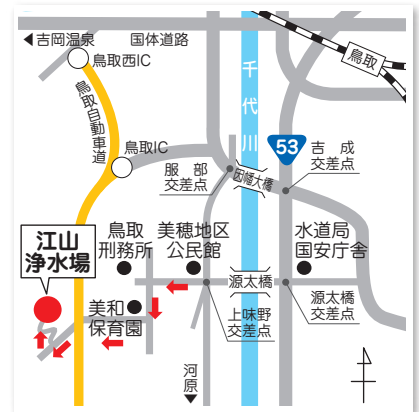 ◀吉岡温泉
国体道路
鳥取西IC
鳥取
鳥取自動車道
千代川
53
吉成
交差点
鳥取IC
服部
交差点
因幡大橋
江山
浄水場
鳥取
刑務所
美穂地区
公民館
水道局
国安庁舎
源太橋
美和
保育園
上味野
交差点
源太橋
交差点
河原▼